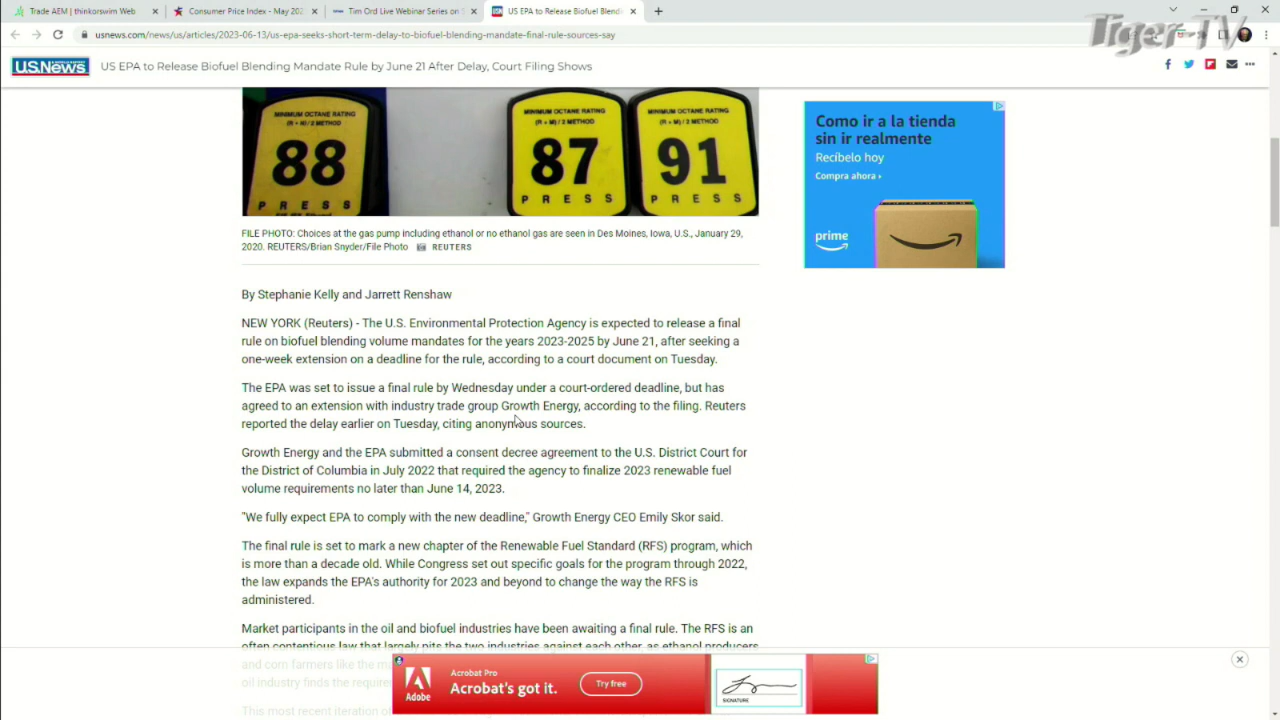 Trade AEM | thinkorswim Web
Consumer Price Index - May 202
Tim Ord Live Webinar Series on S
US EPA to Release Biofuel Blendi
Tiger TV
usnews.com/news/us/articles/2023-06-13/us-epa-seeks-short-term-delay-to-biofuel-blending-mandate-final-rule-sources-say
U.S.News
US EPA to Release Biofuel Blending Mandate Rule by June 21 After Delay, Court Filing Shows
MINIMUM OCTANE RATING
(R + M) / 2 METHOD
88
PRESS
MINIMUM OCTANE RATING
(R + M) / 2 METHOD
87
PRESS
MINIMUM OCTANE RATING
(R + M) / 2 METHOD
91
PRESS
Como ir a la tienda
sin ir realmente
Recíbelo hoy
Compra ahora ›
prime
FILE PHOTO: Choices at the gas pump including ethanol or no ethanol gas are seen in Des Moines, Iowa, U.S., January 29,
2020. REUTERS/Brian Snyder/File Photo REUTERS
By Stephanie Kelly and Jarrett Renshaw
NEW YORK (Reuters) - The U.S. Environmental Protection Agency is expected to release a final
rule on biofuel blending volume mandates for the years 2023-2025 by June 21, after seeking a
one-week extension on a deadline for the rule, according to a court document on Tuesday.
The EPA was set to issue a final rule by Wednesday under a court-ordered deadline, but has
agreed to an extension with industry trade group Growth Energy, according to the filing. Reuters
reported the delay earlier on Tuesday, citing anonymous sources.
Growth Energy and the EPA submitted a consent decree agreement to the U.S. District Court for
the District of Columbia in July 2022 that required the agency to finalize 2023 renewable fuel
volume requirements no later than June 14, 2023.
"We fully expect EPA to comply with the new deadline," Growth Energy CEO Emily Skor said.
The final rule is set to mark a new chapter of the Renewable Fuel Standard (RFS) program, which
is more than a decade old. While Congress set out specific goals for the program through 2022,
the law expands the EPA's authority for 2023 and beyond to change the way the RFS is
administered.
Market participants in the oil and biofuel industries have been awaiting a final rule. The RFS is an
often contentious law that largely pits the two industries against each other, as ethanol producers
and corn farmers like the ma
oil industry finds the require
This most recent iteration of
Adobe
Acrobat Pro
Acrobat's got it.
Try free
SIGNATURE